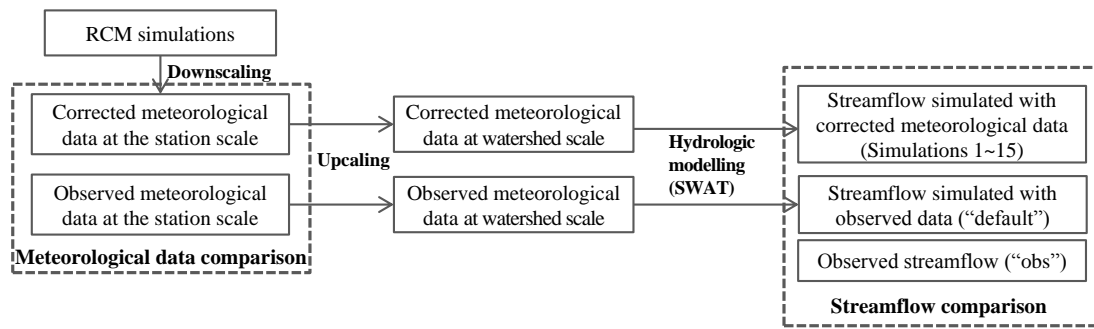 RCM simulations
Downscaling
Corrected meteorological
data at the station scale
Observed meteorological
data at the station scale
Meteorological data comparison
Upcaling
Corrected meteorological
data at watershed scale
Observed meteorological
data at watershed scale
Hydrologic
modelling
(SWAT)
Streamflow simulated with
corrected meteorological data
(Simulations 1~15)
Streamflow simulated with
observed data (“default”)
Observed streamflow (“obs”)
Streamflow comparison